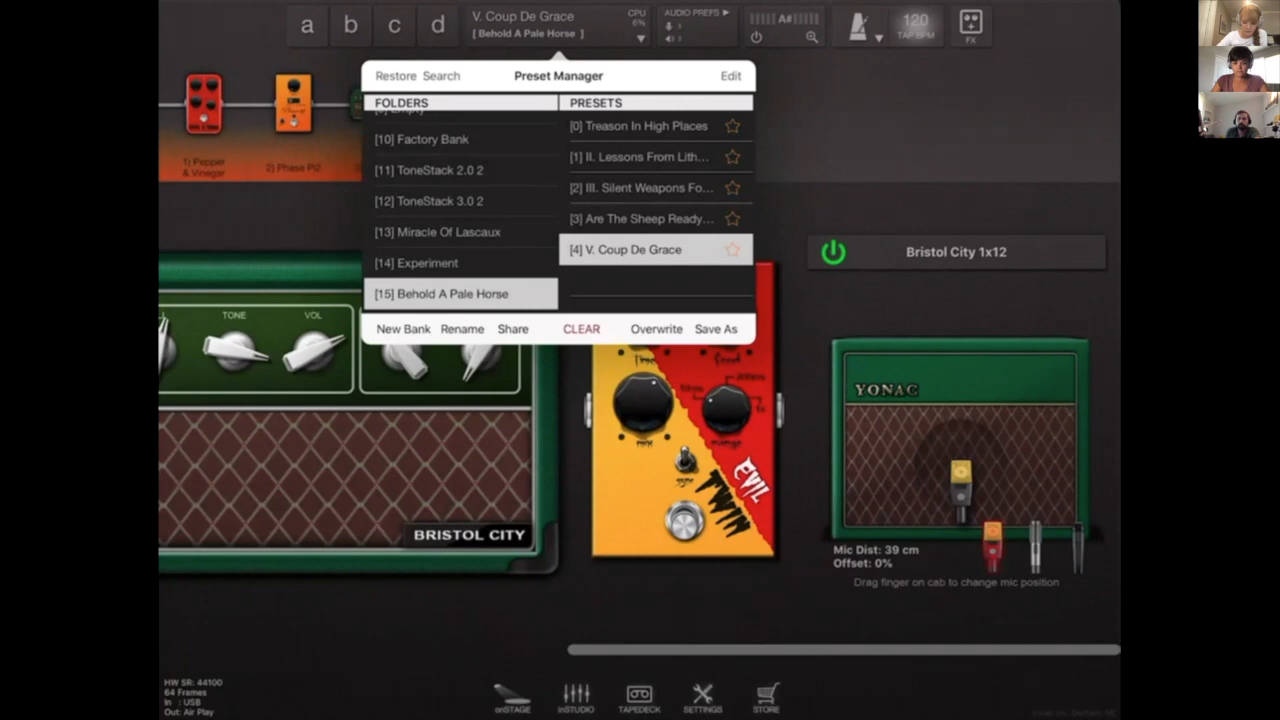 a b c d
V. Coup De Grace
[ Behold A Pale Horse ]
CPU
6%
AUDIO PREFS
A#
120
TAP BPM
FX
Restore Search Preset Manager Edit
FOLDERS PRESETS
[10] Factory Bank
[11] ToneStack 2.0 2
[12] ToneStack 3.0 2
[13] Miracle Of Lascaux
[14] Experiment
[15] Behold A Pale Horse
[0] Treason In High Places
[1] II. Lessons From Lith...
[2] III. Silent Weapons Fo...
[3] Are The Sheep Ready...
[4] V. Coup De Grace
New Bank Rename Share CLEAR Overwrite Save As
1) Pepper
& Vinegar
2) Phase Pi2
TONE VOL
BRISTOL CITY
mix
sync
EVIL
TWIN
Bristol City 1x12
YONAC
Mic Dist: 39 cm
Offset: 0%
Drag finger on cab to change mic position
HW SR: 44100
64 Frames
In : USB
Out: Air Play
onSTAGE inSTUDIO TAPEDECK SETTINGS STORE